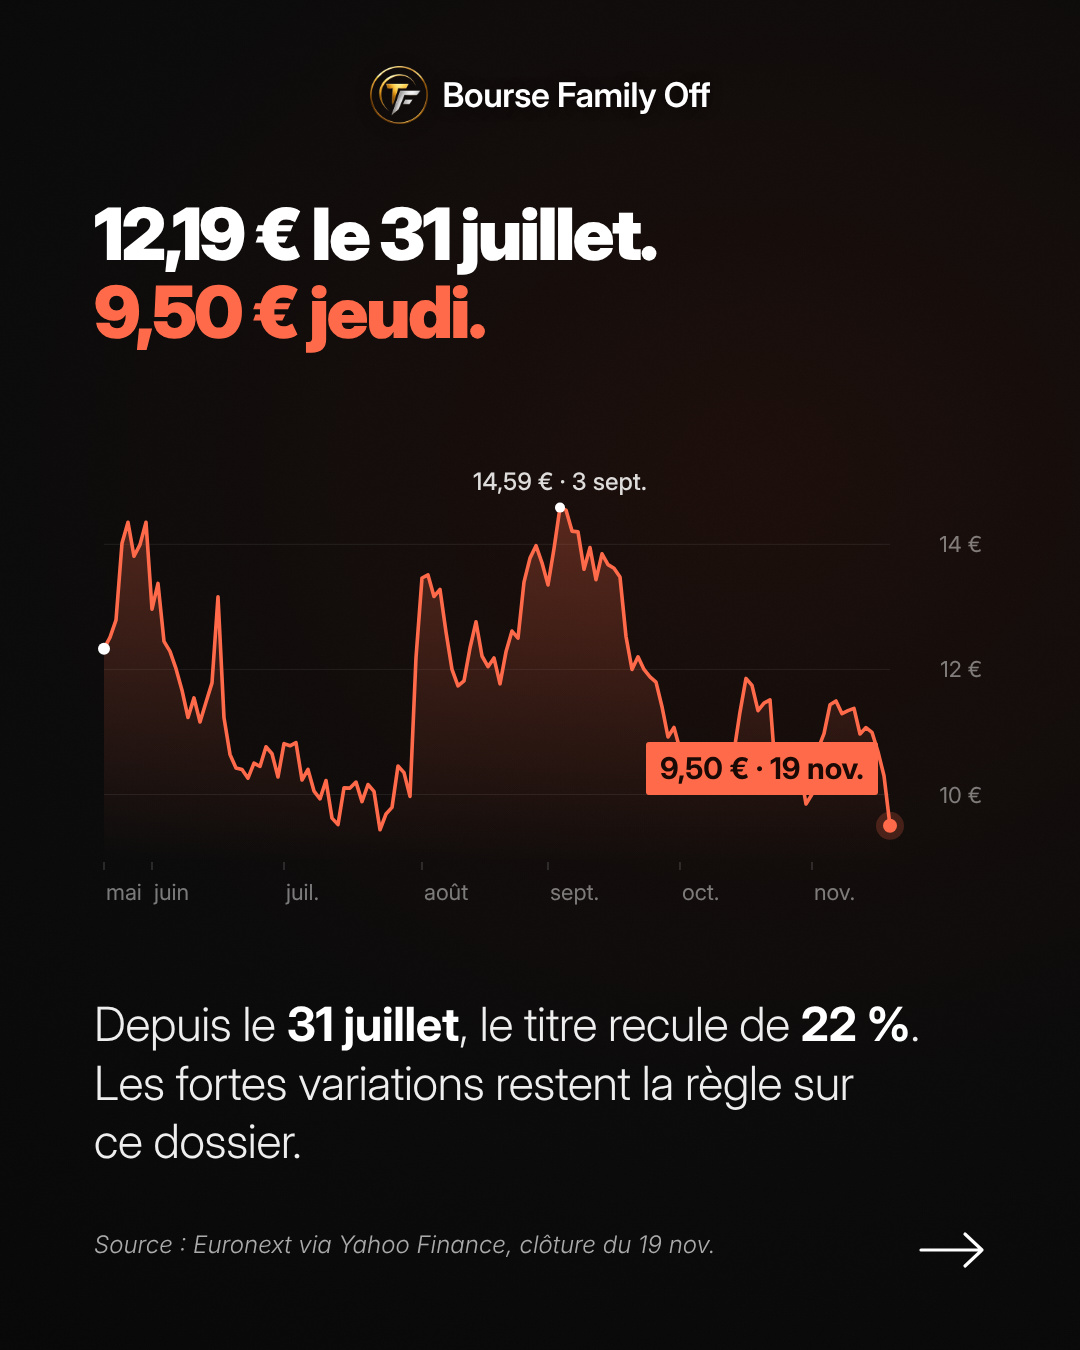 TF Bourse Family Off
12,19 € le 31 juillet.
9,50 € jeudi.
14,59 € · 3 sept.
14 €
12 €
9,50 € · 19 nov.
10 €
mai juin juil. août sept. oct. nov.
Depuis le 31 juillet, le titre recule de 22 %.
Les fortes variations restent la règle sur
ce dossier.
Source : Euronext via Yahoo Finance, clôture du 19 nov.